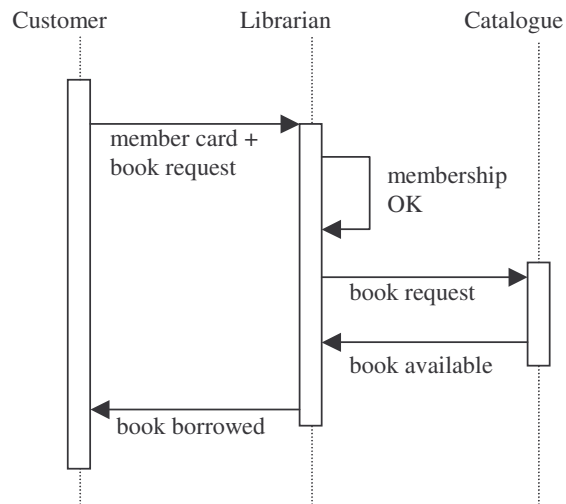 Customer
Librarian
Catalogue
member card +
book request
membership
OK
book request
book available
book borrowed